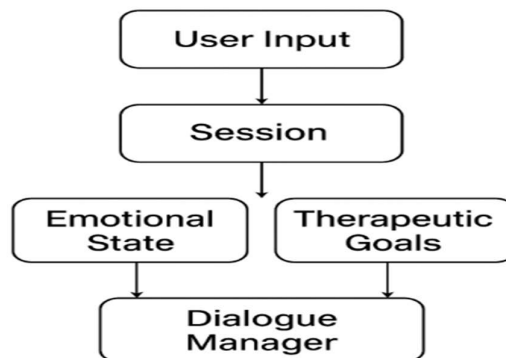 User Input
Session
Emotional
State
Therapeutic
Goals
Dialogue
Manager